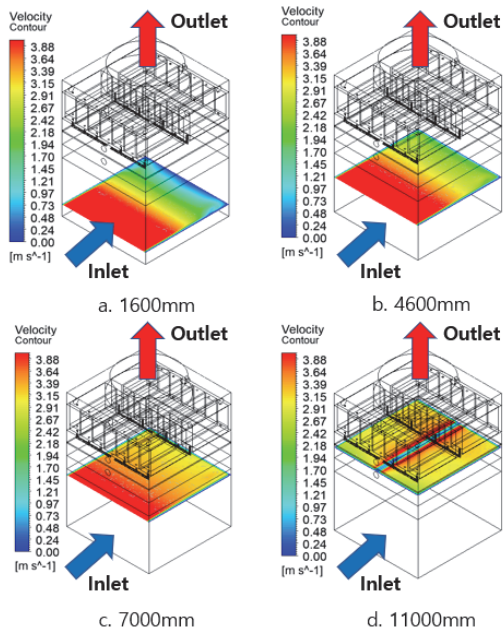 Velocity
Contour
3.88
3.64
3.39
3.15
2.91
2.67
2.42
2.18
1.94
1.70
1.45
1.21
0.97
0.73
0.48
0.24
0.00
[m s^-1]
Outlet
Inlet
a. 1600mm
Velocity
Contour
3.88
3.64
3.39
3.15
2.91
2.67
2.42
2.18
1.94
1.70
1.45
1.21
0.97
0.73
0.48
0.24
0.00
[m s^-1]
Outlet
Inlet
b. 4600mm
Velocity
Contour
3.88
3.64
3.39
3.15
2.91
2.67
2.42
2.18
1.94
1.70
1.45
1.21
0.97
0.73
0.48
0.24
0.00
[m s^-1]
Outlet
Inlet
c. 7000mm
Velocity
Contour
3.88
3.64
3.39
3.15
2.91
2.67
2.42
2.18
1.94
1.70
1.45
1.21
0.97
0.73
0.48
0.24
0.00
[m s^-1]
Outlet
Inlet
d. 11000mm